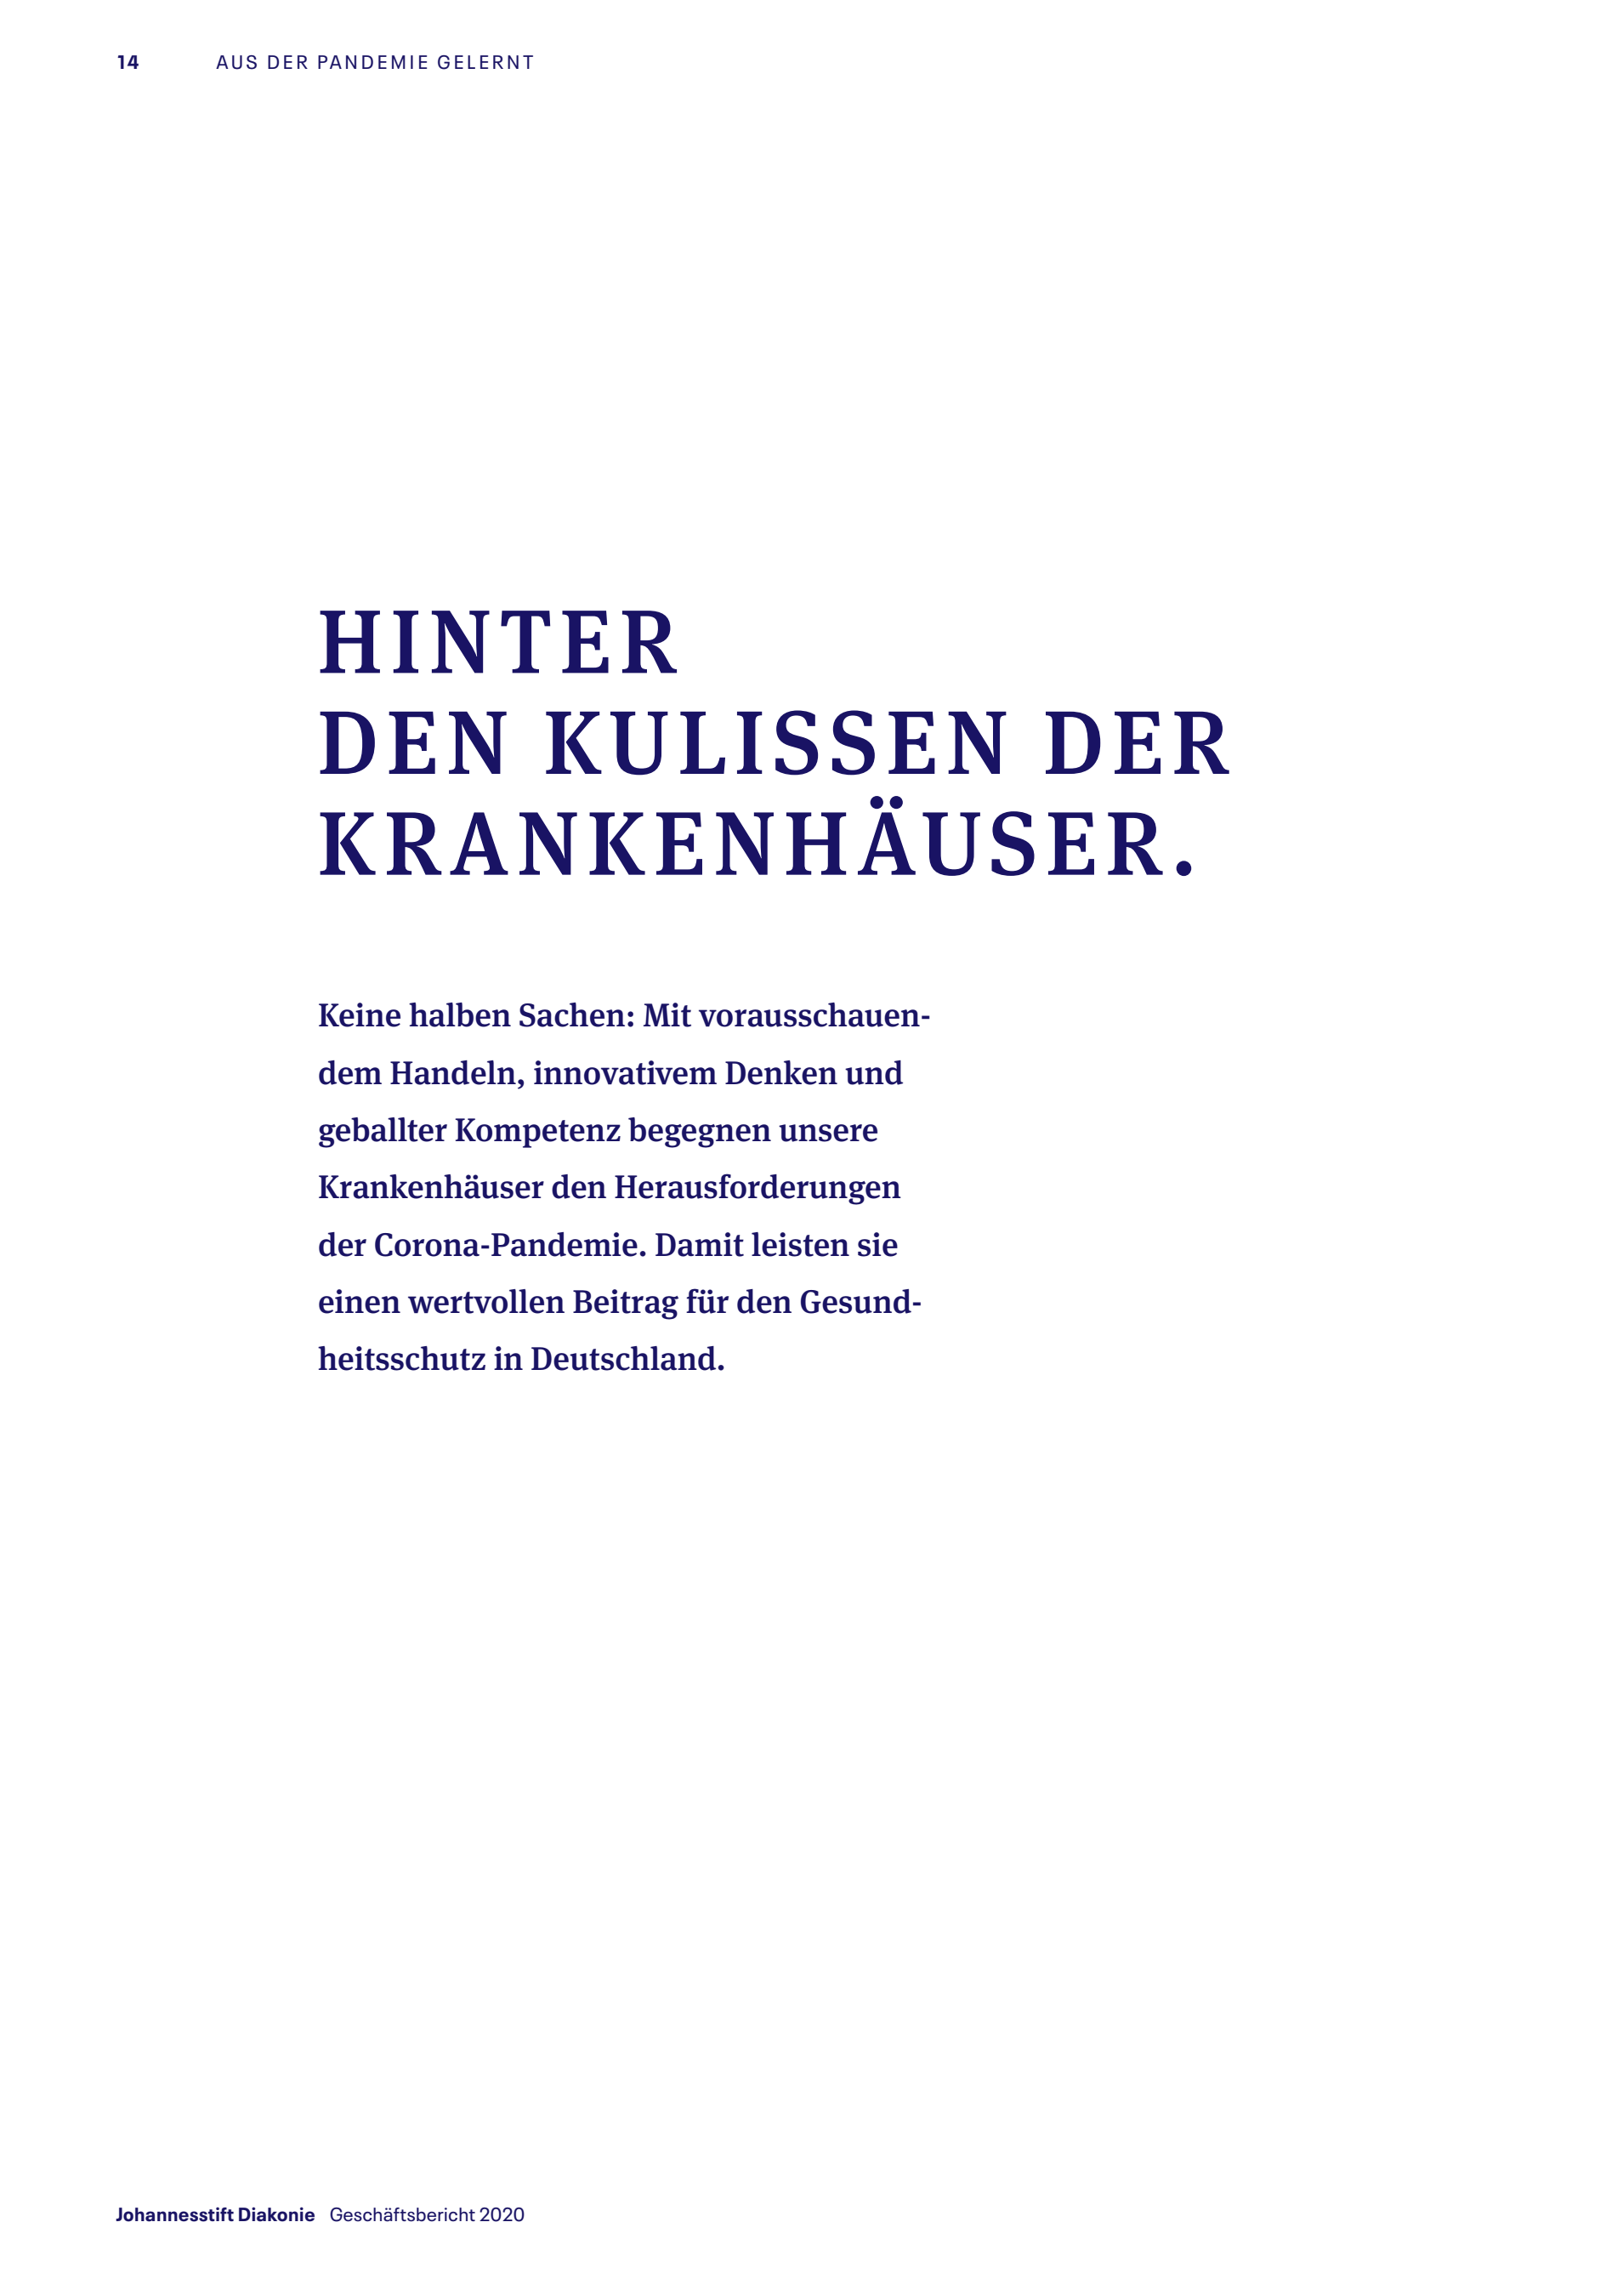 14 AUS DER PANDEMIE GELERNT
HINTER
DEN KULISSEN DER
KRANKENHÄUSER.
Keine halben Sachen: Mit vorausschauen-
dem Handeln, innovativem Denken und
geballter Kompetenz begegnen unsere
Krankenhäuser den Herausforderungen
der Corona-Pandemie. Damit leisten sie
einen wertvollen Beitrag für den Gesund-
heitsschutz in Deutschland.
Johannesstift Diakonie Geschäftsbericht 2020